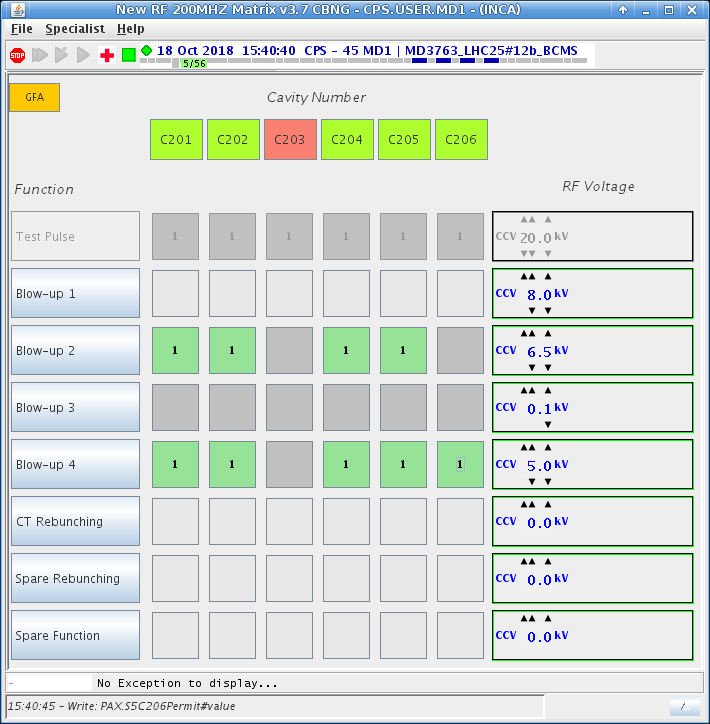 New RF 200MHZ Matrix v3.7 CBNG - CPS.USER.MD1 - (INCA)
File Specialist Help
STOP 18 Oct 2018 15:40:40 CPS - 45 MD1 | MD3763_LHC25#12b_BCMS
5/56
GFA
Cavity Number
C201 C202 C203 C204 C205 C206
Function
RF Voltage
Test Pulse 1 1 1 1 1 1 CCV 20.0 kV
Blow-up 1 CCV 8.0 kV
Blow-up 2 1 1 1 1 CCV 6.5 kV
Blow-up 3 CCV 0.1 kV
Blow-up 4 1 1 1 1 1 CCV 5.0 kV
CT Rebunching CCV 0.0 kV
Spare Rebunching CCV 0.0 kV
Spare Function CCV 0.0 kV
- No Exception to display...
15:40:45 - Write: PAX.S5C206Permit#value